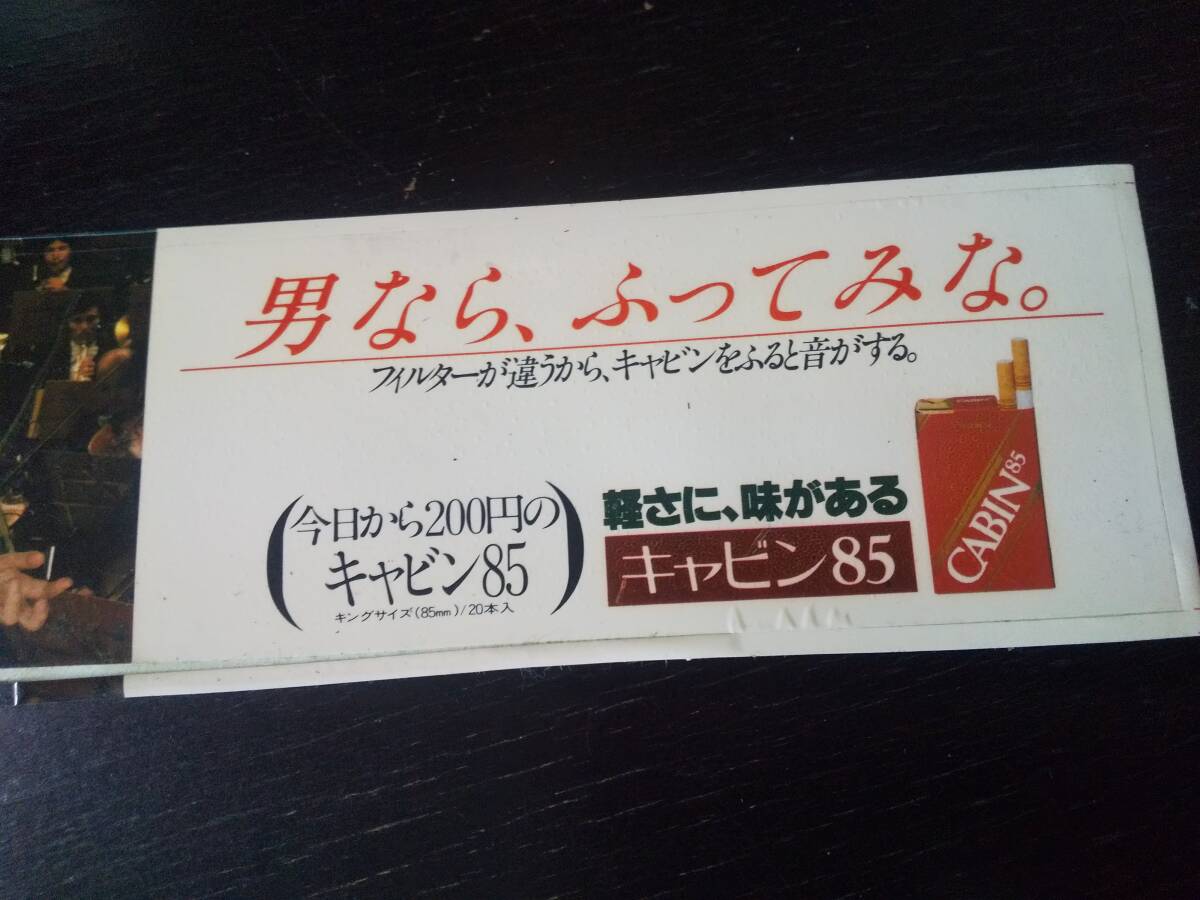 男なら、ふってみな。
フィルターが違うから、キャビンをふると音がする。
(今日から200円の
キャビン85)
キングサイズ(85mm)/20本入
軽さに、味がある
キャビン85
CABIN 85